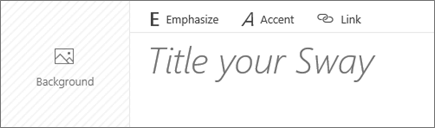 E Emphasize A Accent Link
Background
Title your Sway